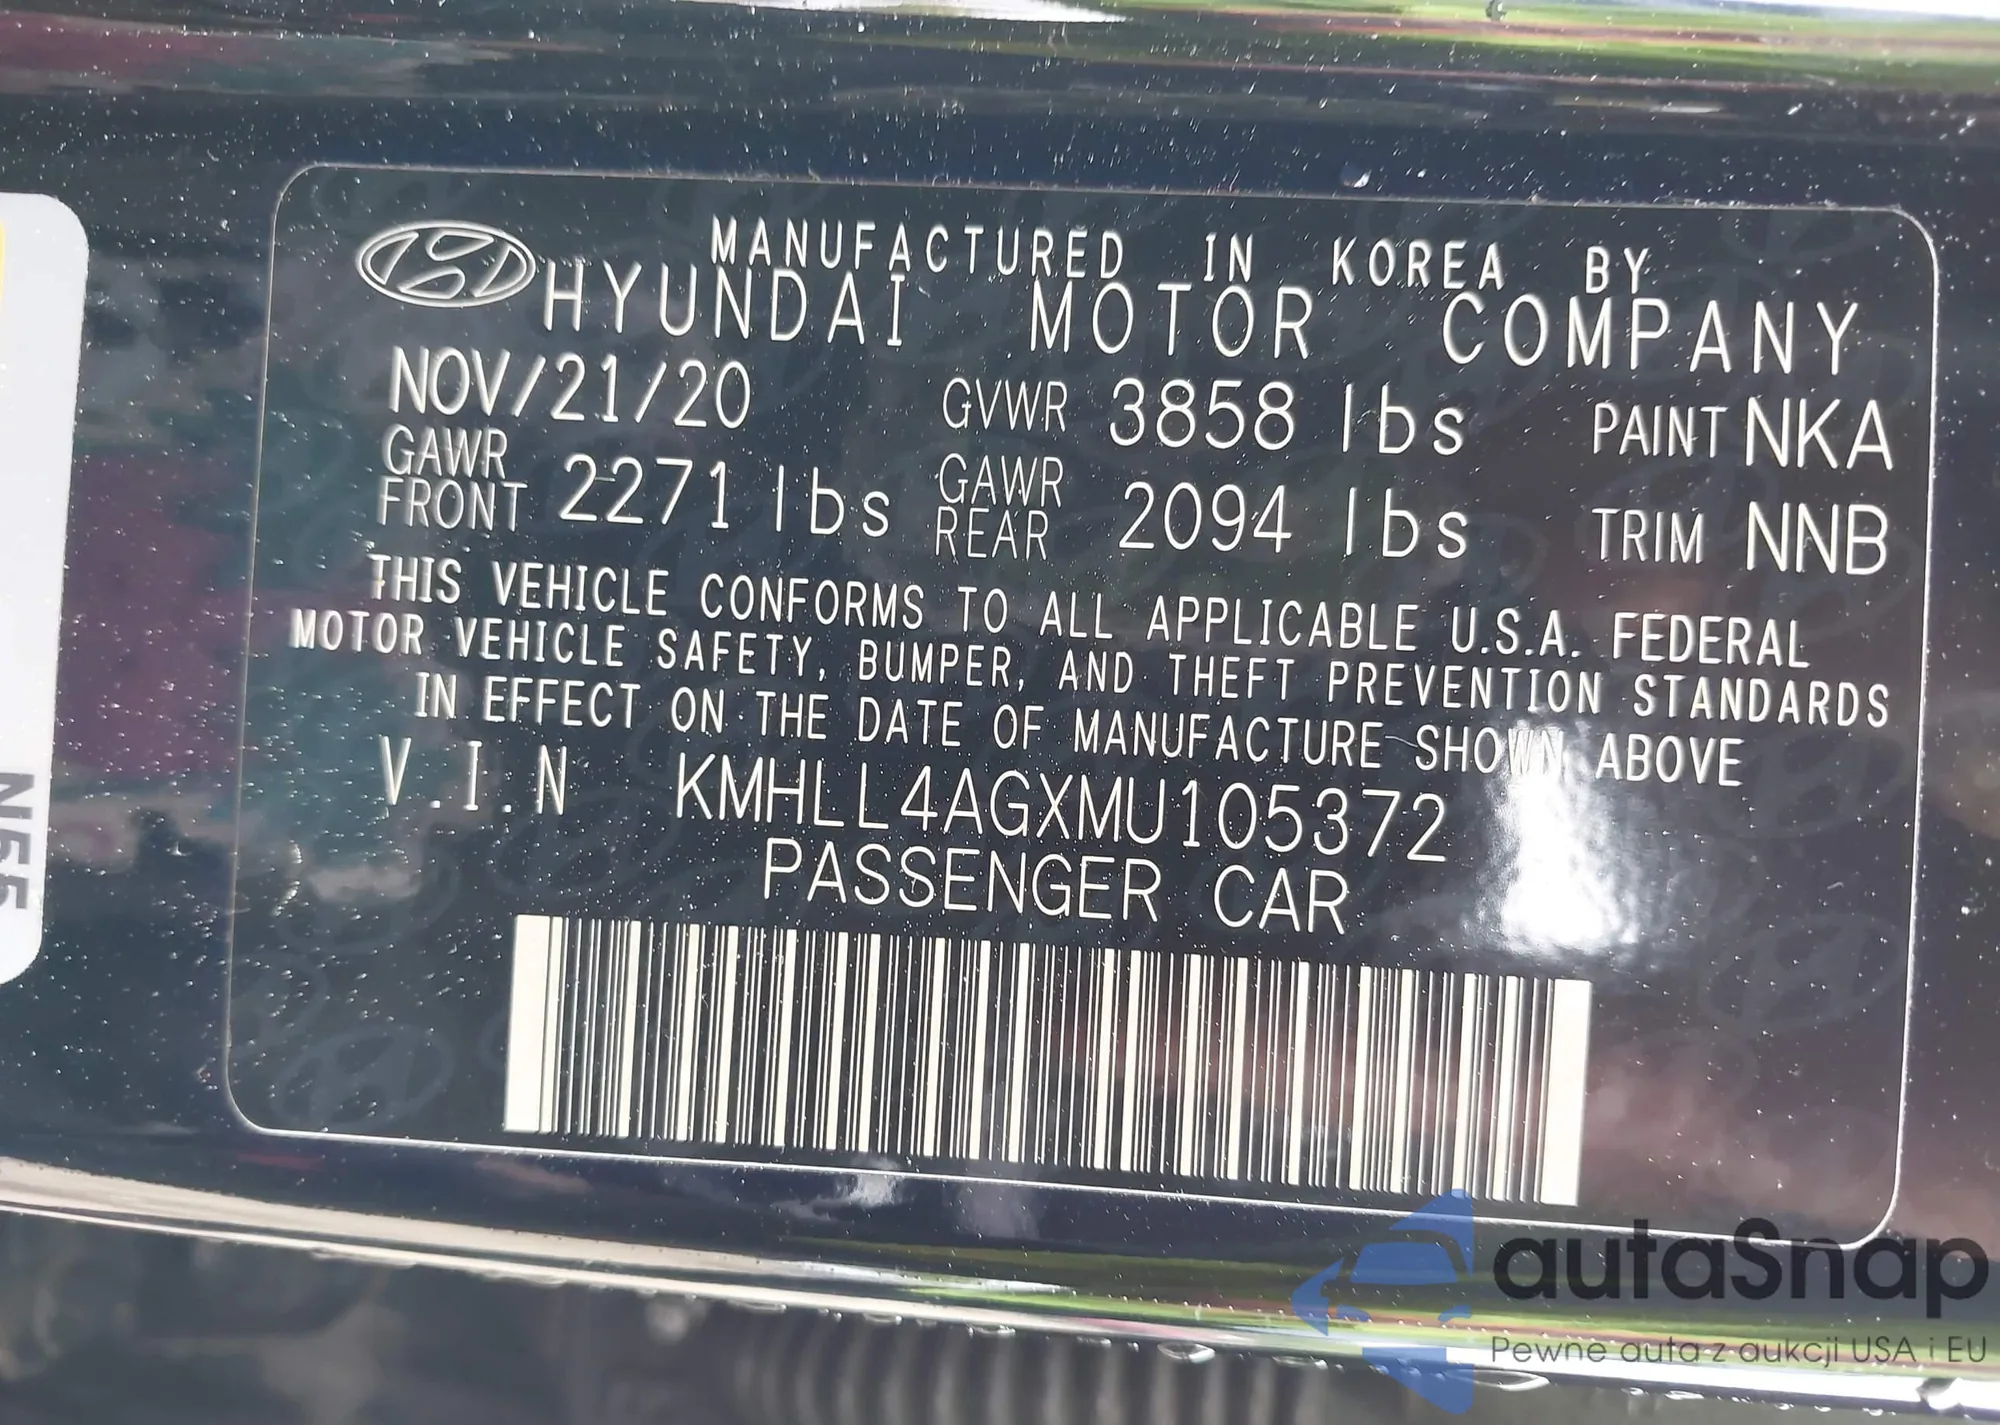 MANUFACTURED IN KOREA BY
HYUNDAI MOTOR COMPANY
NOV/21/20 GVWR 3858 lbs PAINT NKA
GAWR FRONT 2271 lbs GAWR REAR 2094 lbs TRIM NNB
THIS VEHICLE CONFORMS TO ALL APPLICABLE U.S.A. FEDERAL
MOTOR VEHICLE SAFETY, BUMPER, AND THEFT PREVENTION STANDARDS
IN EFFECT ON THE DATE OF MANUFACTURE SHOWN ABOVE
V.I.N KMHLL4AGXMU105372
PASSENGER CAR
autaSnap
Pewne auta z aukcji USA i EU